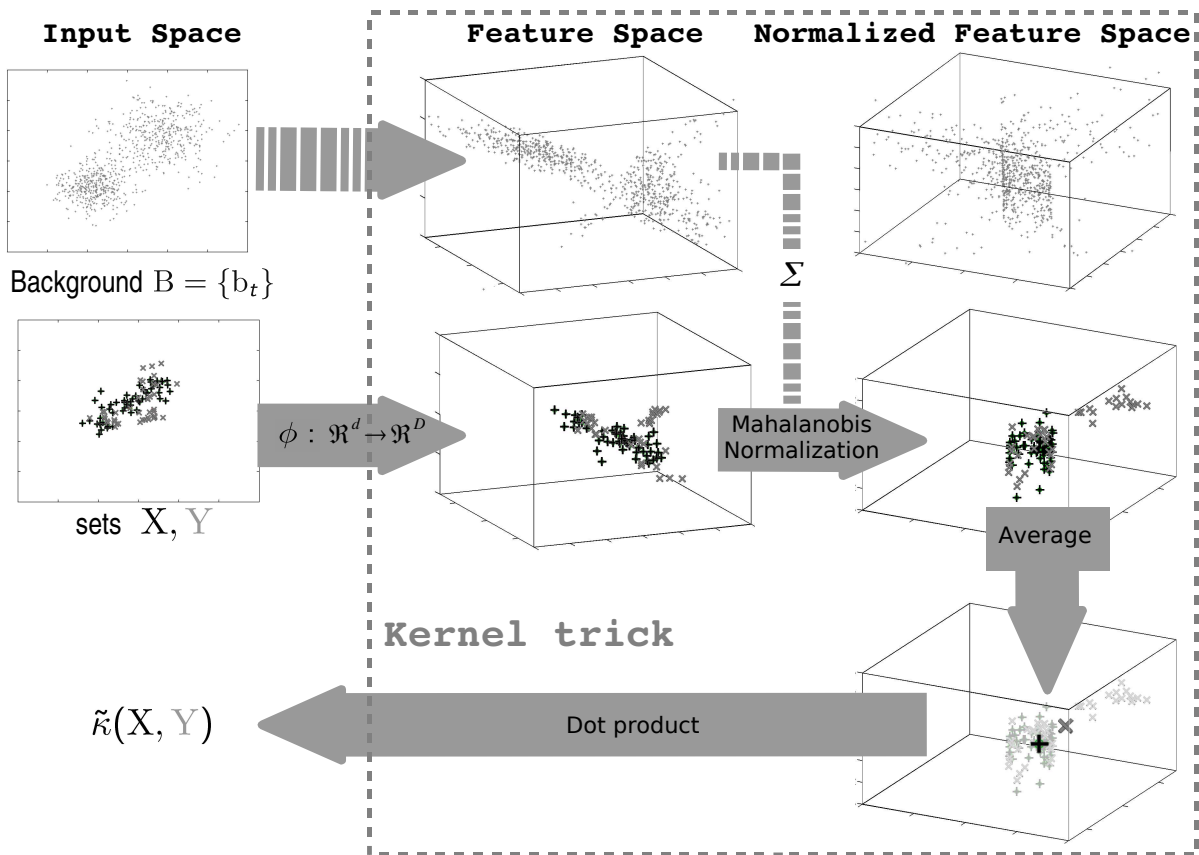 Input Space
Feature Space
Normalized Feature Space
Background B = {b_t}
Σ
ϕ : ℜ^d → ℜ^D
Mahalanobis
Normalization
sets X, Y
Average
Kernel trick
Dot product
κ̃(X, Y)